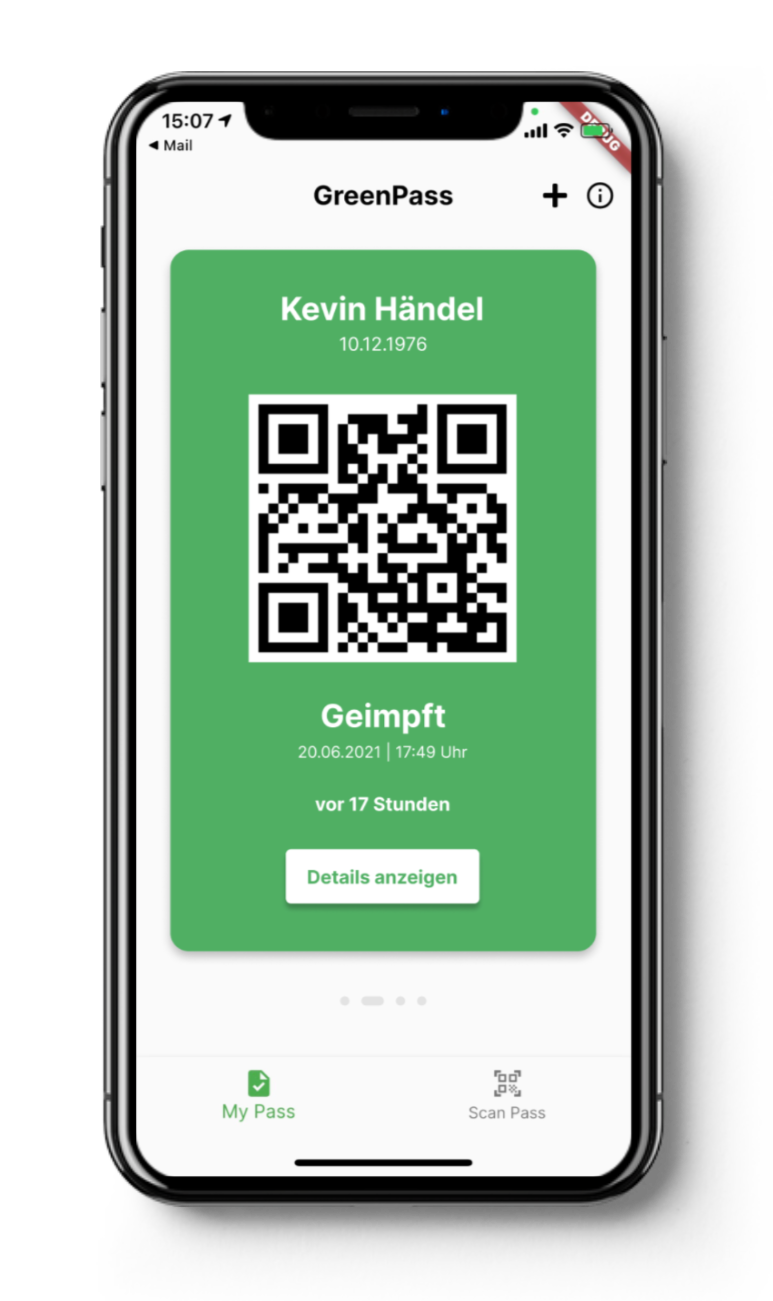 15:07
DEBUG
◀ Mail
GreenPass
Kevin Händel
10.12.1976
Geimpft
20.06.2021 | 17:49 Uhr
vor 17 Stunden
Details anzeigen
My Pass
Scan Pass